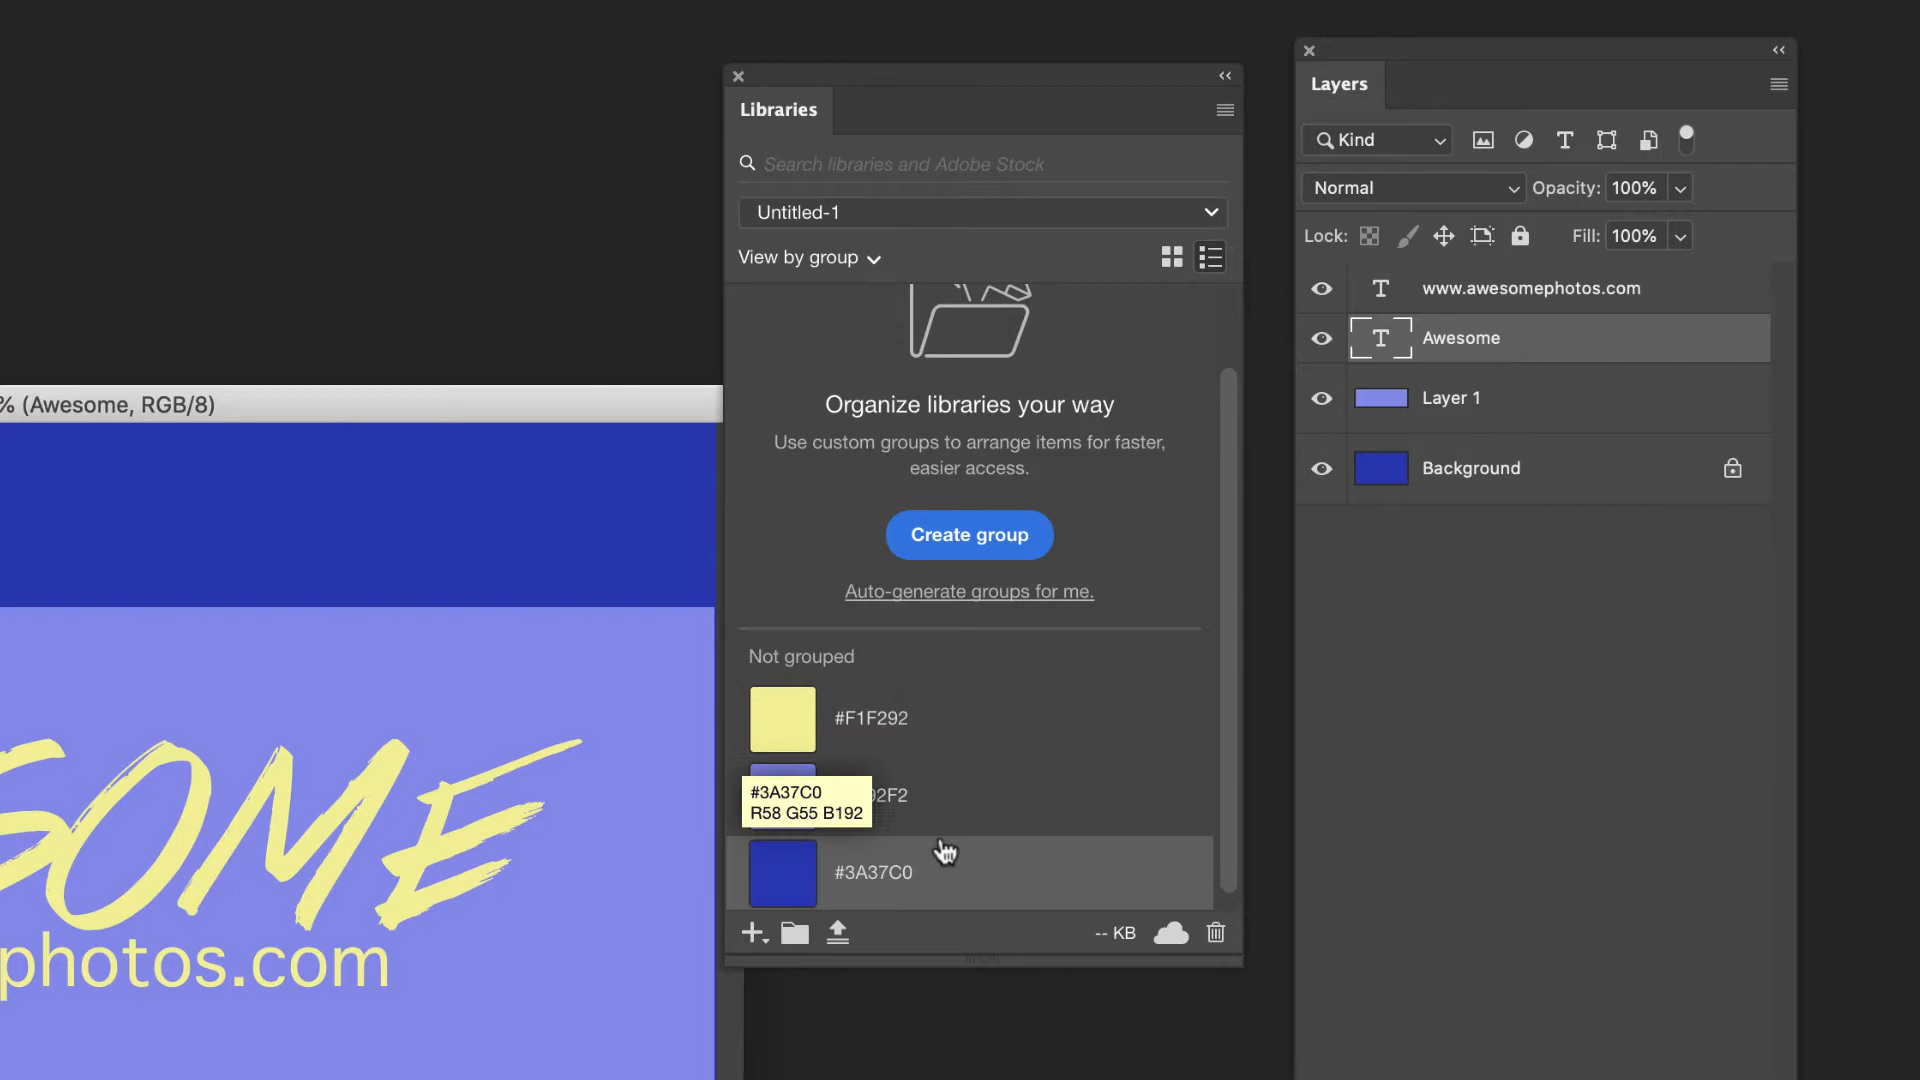 % (Awesome, RGB/8)
OME
photos.com
Libraries
Search libraries and Adobe Stock
Untitled-1
View by group
Organize libraries your way
Use custom groups to arrange items for faster,
easier access.
Create group
Auto-generate groups for me.
Not grouped
#F1F292
92F2
#3A37C0
R58 G55 B192
#3A37C0
-- KB
Layers
Kind
Normal
Opacity: 100%
Lock:
Fill: 100%
www.awesomephotos.com
Awesome
Layer 1
Background